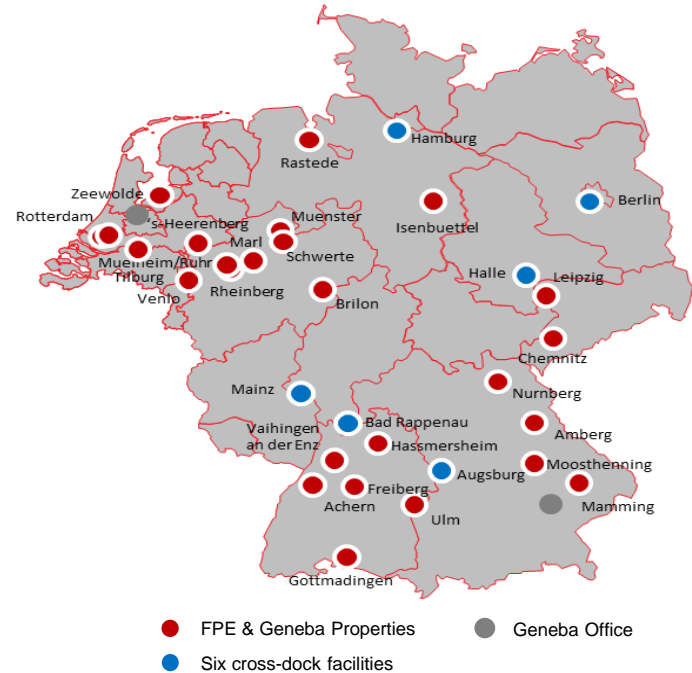 Hamburg
Rastede
Zeewolde
Berlin
Isenbuettel
Rotterdam
's-Heerenberg
Muenster
Marl
Schwerte
Muelheim/Ruhr
Tilburg
Halle
Leipzig
Venlo
Rheinberg
Brilon
Chemnitz
Mainz
Nurnberg
Vaihingen
an der Enz
Bad Rappenau
Amberg
Hassmersheim
Augsburg
Moosthenning
Freiberg
Achern
Ulm
Mamming
Gottmadingen
FPE & Geneba Properties
Geneba Office
Six cross-dock facilities